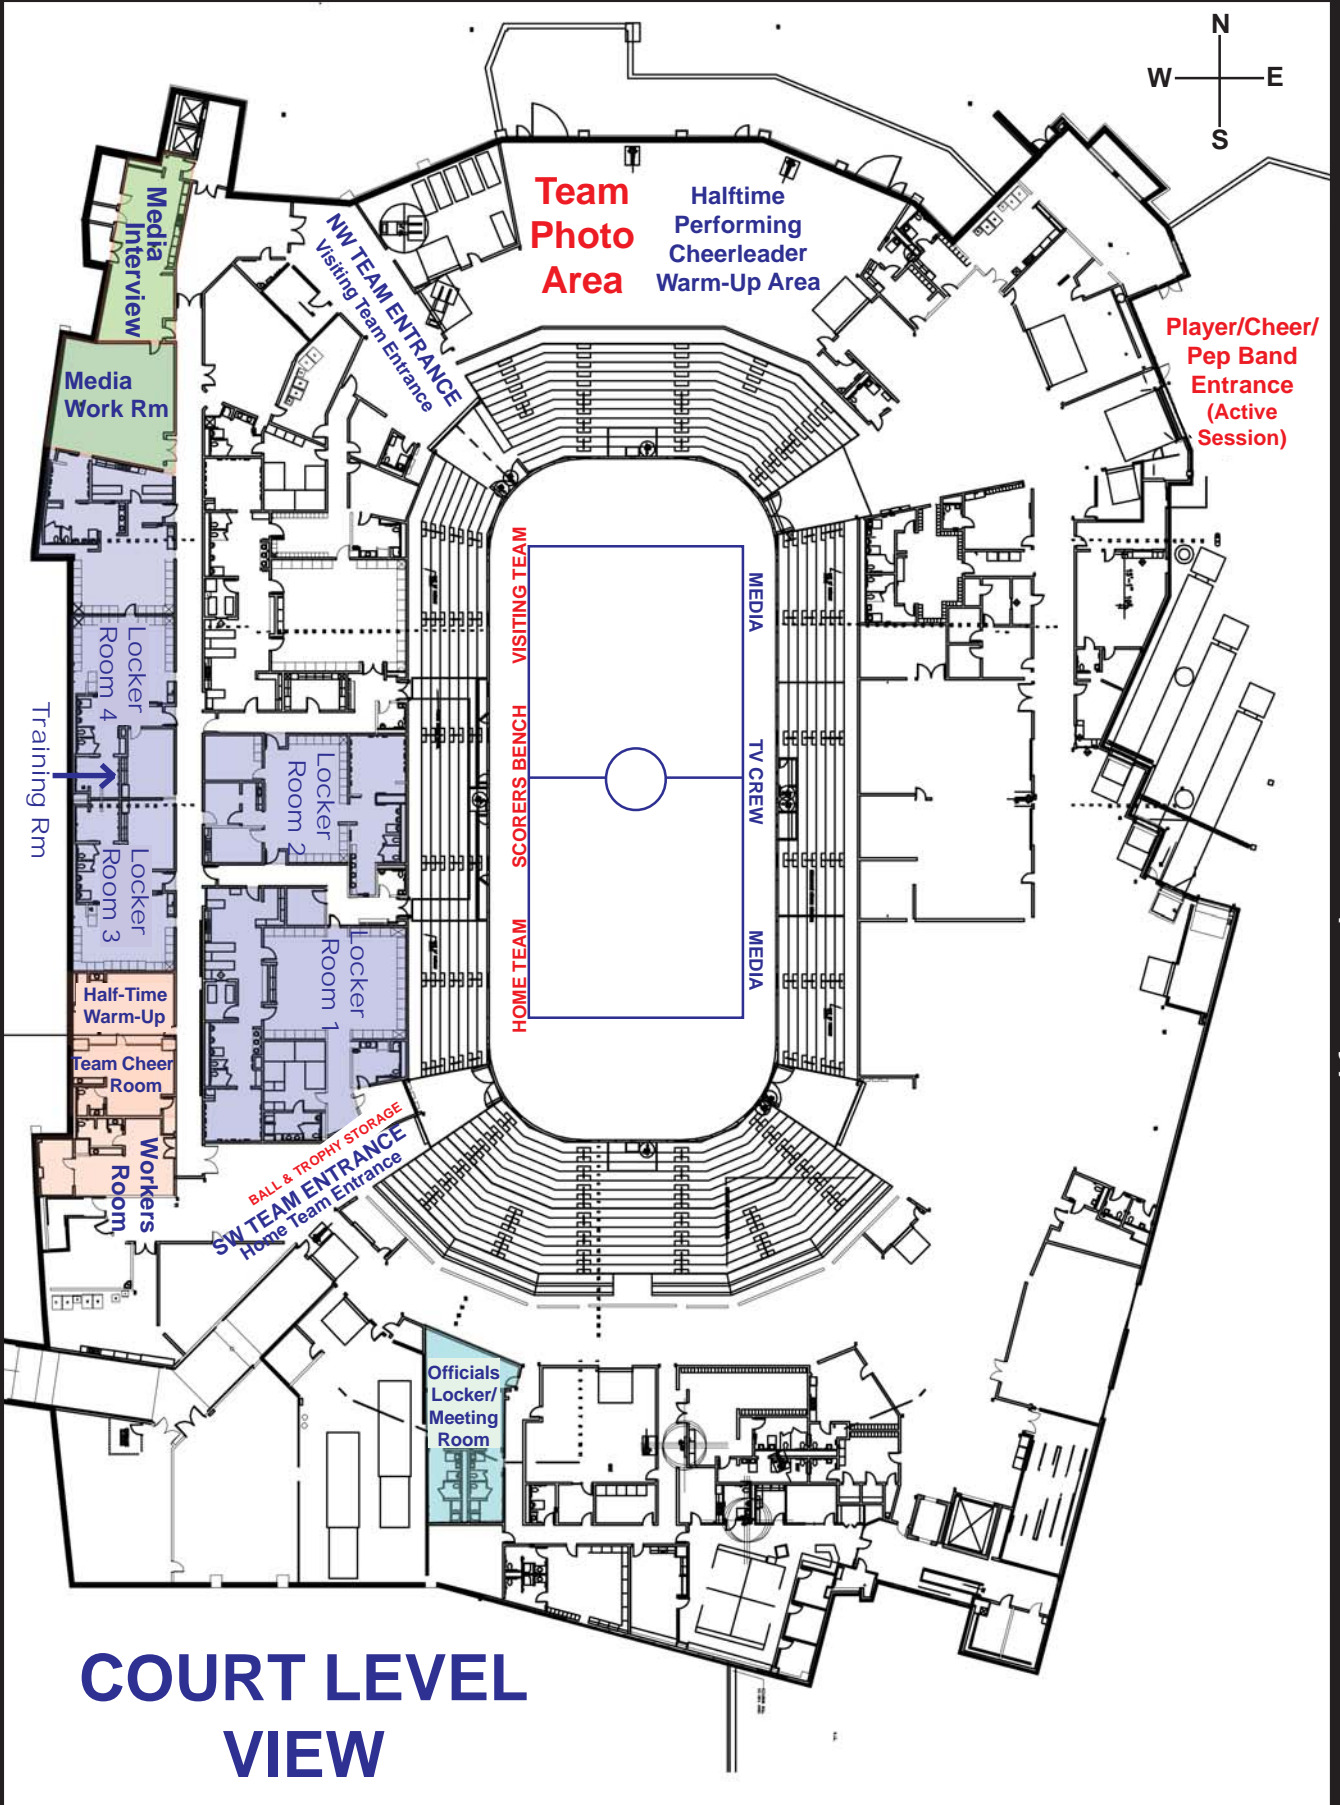 N
W E
S
Media
Interview
Media
Work Rm
NW TEAM ENTRANCE
Visiting Team Entrance
Team
Photo
Area
Halftime
Performing
Cheerleader
Warm-Up Area
Player/Cheer/
Pep Band
Entrance
(Active
Session)
Locker
Room 4
Training Rm
Locker
Room 3
Locker
Room 2
Locker
Room 1
VISITING TEAM
SCORERS BENCH
HOME TEAM
MEDIA
TV CREW
MEDIA
Half-Time
Warm-Up
Team Cheer
Room
Workers
Room
BALL & TROPHY STORAGE
SW TEAM ENTRANCE
Home Team Entrance
Officials
Locker/
Meeting
Room
COURT LEVEL
VIEW